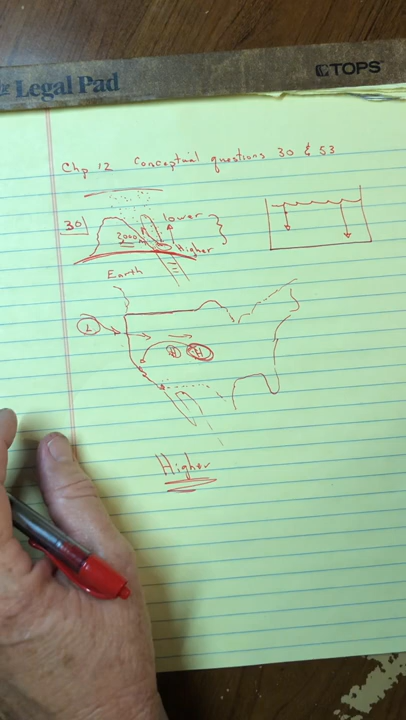 Legal Pad
TOPS
Chp 12 Conceptual questions 30 & 53
30
lower
2000
Higher
Earth
L
H
H
Higher